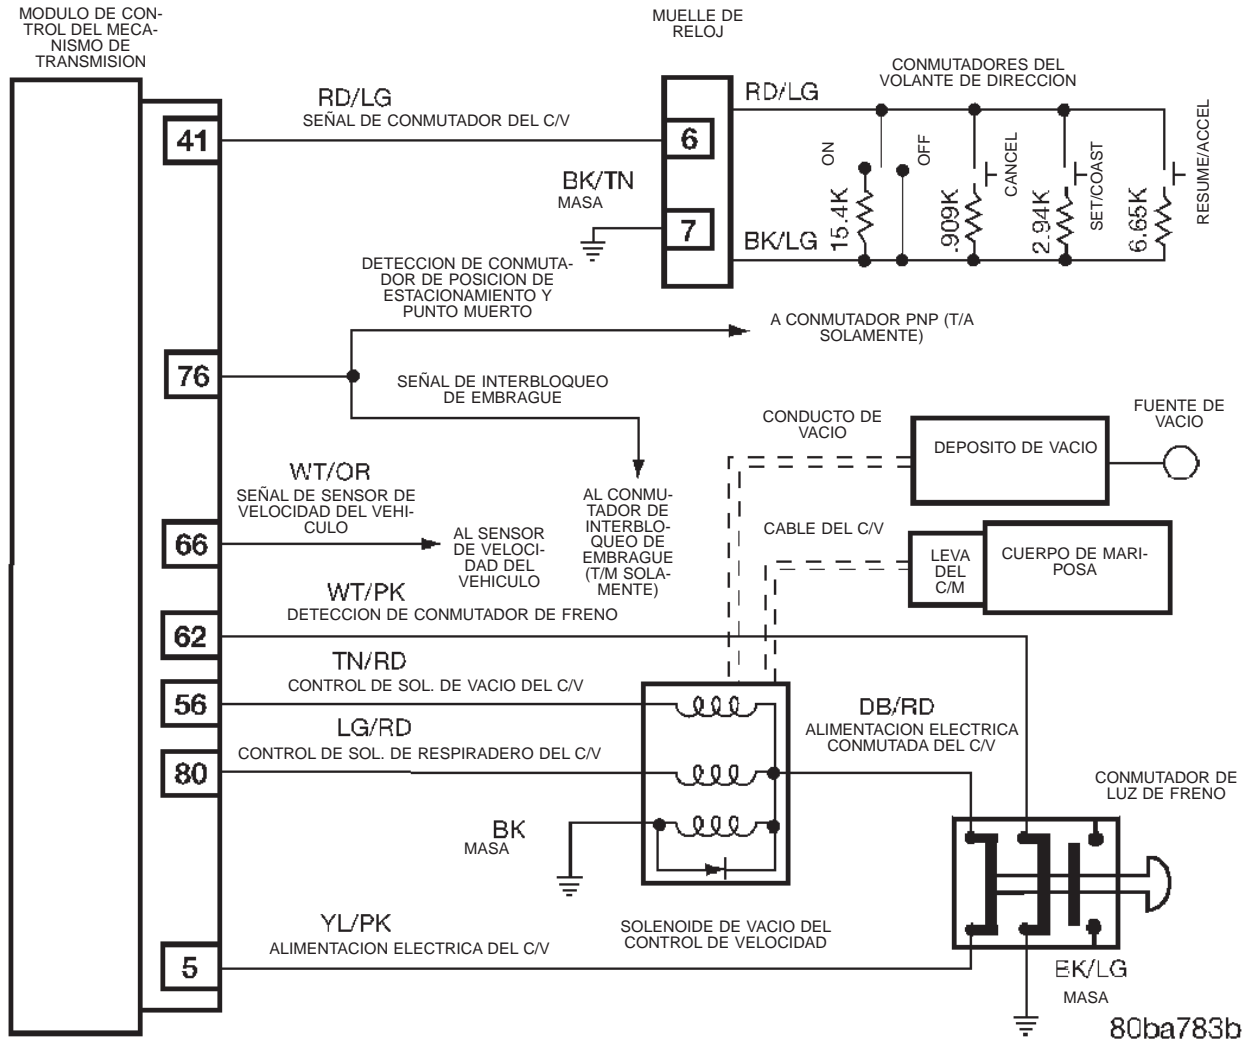 MODULO DE CON-
TROL DEL MECA-
NISMO DE
TRANSMISION
MUELLE DE
RELOJ
CONMUTADORES DEL
VOLANTE DE DIRECCION
RD/LG
SEÑAL DE CONMUTADOR DEL C/V
41
6
RD/LG
BK/TN
MASA
7
BK/LG
ON
15.4K
OFF
.909K
CANCEL
2.94K
SET/COAST
6.65K
RESUME/ACCEL
DETECCION DE CONMUTA-
DOR DE POSICION DE
ESTACIONAMIENTO Y
PUNTO MUERTO
A CONMUTADOR PNP (T/A
SOLAMENTE)
76
SEÑAL DE INTERBLOQUEO
DE EMBRAGUE
CONDUCTO DE
VACIO
DEPOSITO DE VACIO
FUENTE DE
VACIO
WT/OR
SEÑAL DE SENSOR DE
VELOCIDAD DEL VEHI-
CULO
66
AL SENSOR
DE VELOCI-
DAD DEL
VEHICULO
AL CONMU-
TADOR DE
INTERBLO-
QUEO DE
EMBRAGUE
(T/M SOLA-
MENTE)
CABLE DEL C/V
LEVA
DEL
C/M
CUERPO DE MARI-
POSA
WT/PK
DETECCION DE CONMUTADOR DE FRENO
62
TN/RD
CONTROL DE SOL. DE VACIO DEL C/V
56
LG/RD
CONTROL DE SOL. DE RESPIRADERO DEL C/V
80
DB/RD
ALIMENTACION ELECTRICA
CONMUTADA DEL C/V
CONMUTADOR DE
LUZ DE FRENO
BK
MASA
SOLENOIDE DE VACIO DEL
CONTROL DE VELOCIDAD
YL/PK
ALIMENTACION ELECTRICA DEL C/V
5
BK/LG
MASA
80ba783b